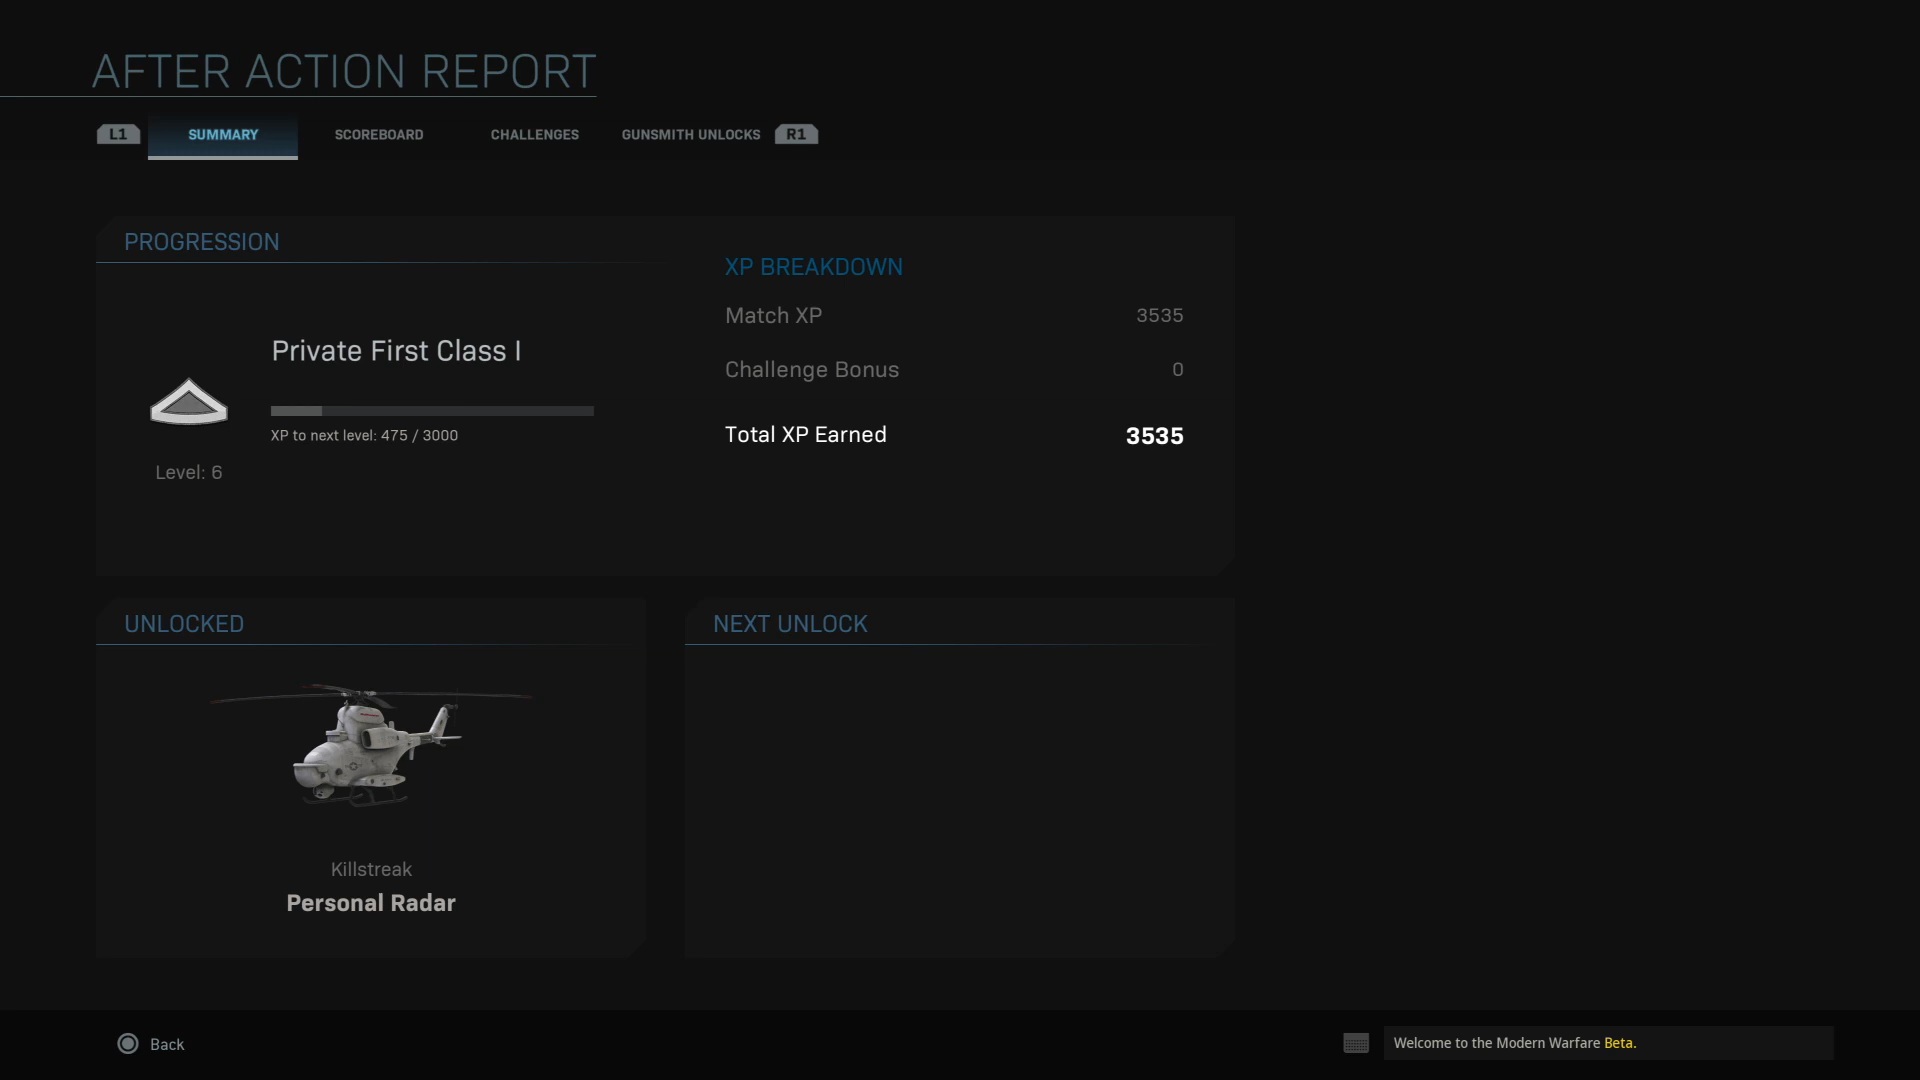 AFTER ACTION REPORT
L1 SUMMARY SCOREBOARD CHALLENGES GUNSMITH UNLOCKS R1
PROGRESSION
Private First Class I
XP to next level: 475 / 3000
Level: 6
XP BREAKDOWN
Match XP 3535
Challenge Bonus 0
Total XP Earned 3535
UNLOCKED
Killstreak
Personal Radar
NEXT UNLOCK
Back
Welcome to the Modern Warfare Beta.